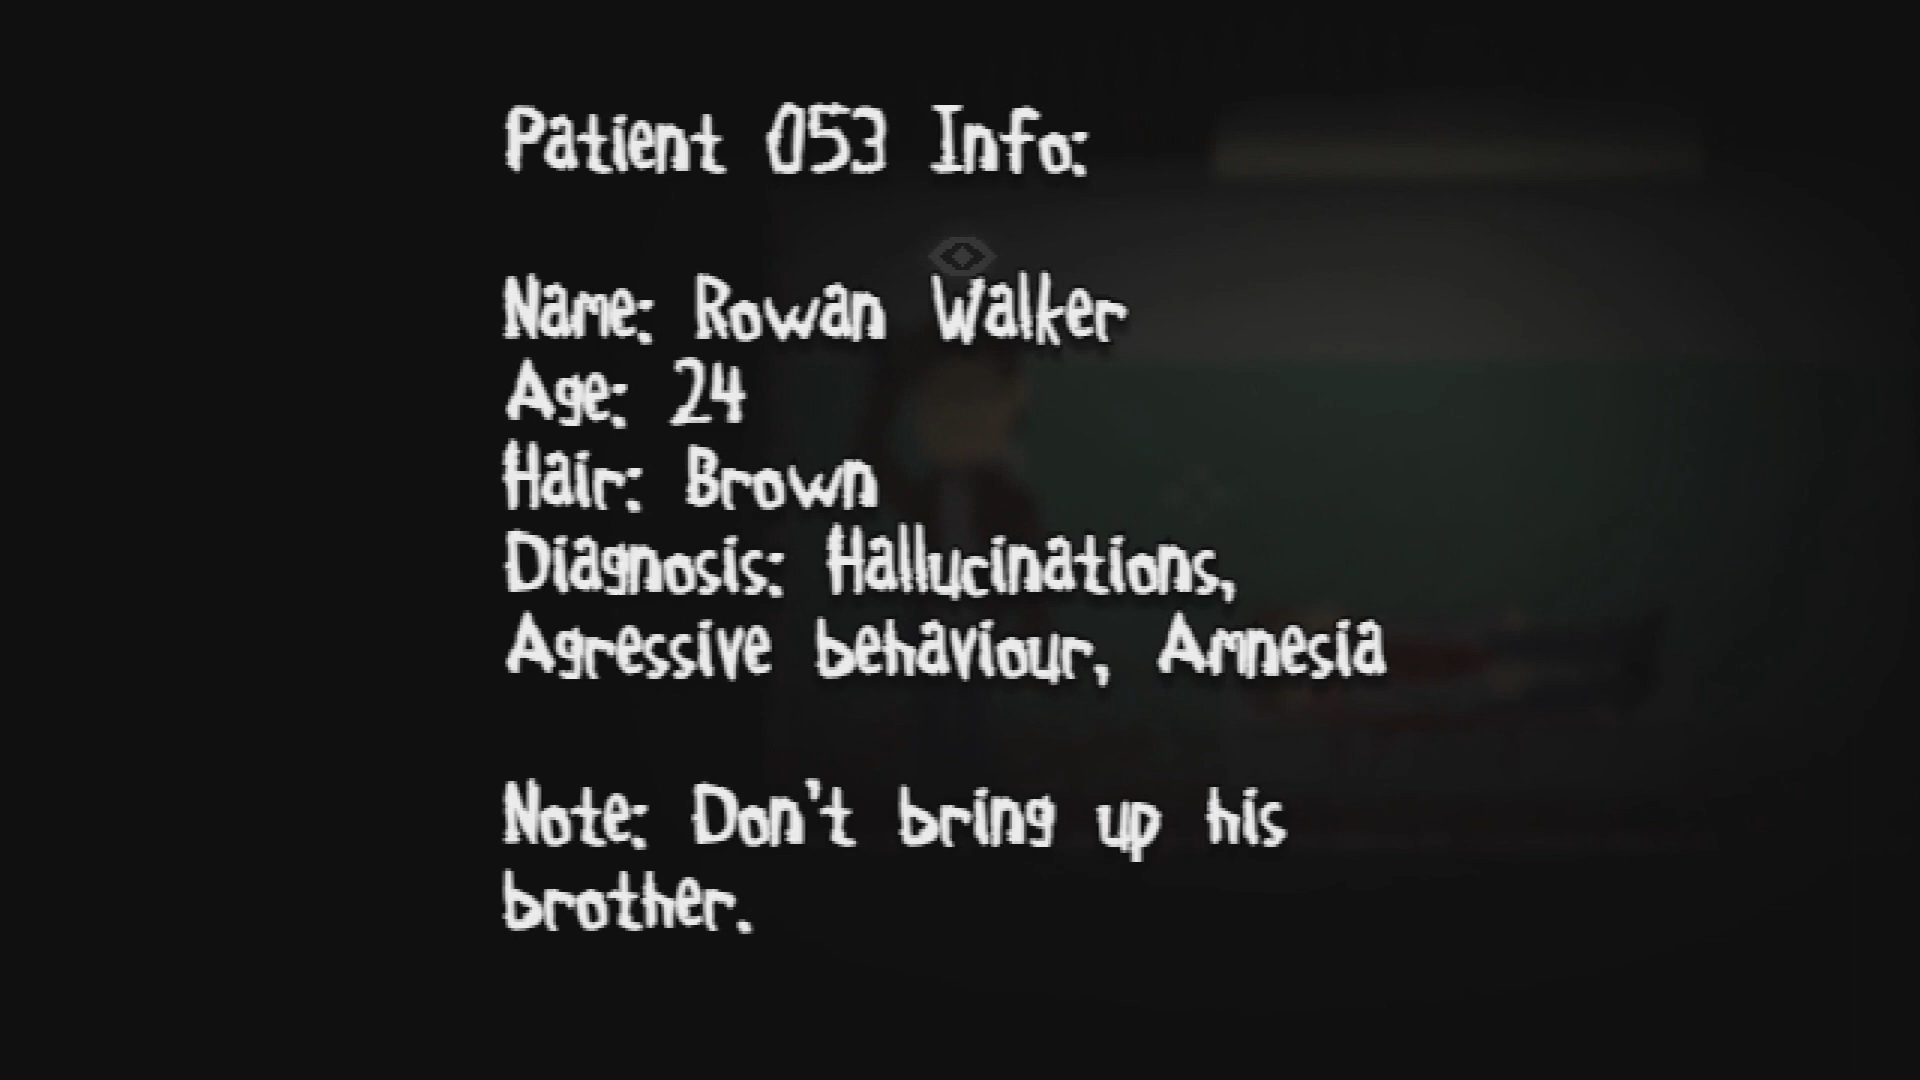 Patient 053 Info:
Name: Rowan Walker
Age: 24
Hair: Brown
Diagnosis: Hallucinations,
Agressive behaviour, Amnesia
Note: Don't bring up his
brother.